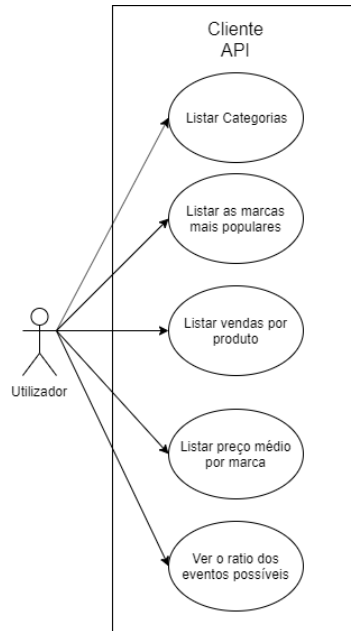 Cliente
API
Listar Categorias
Listar as marcas
mais populares
Listar vendas por
produto
Utilizador
Listar preço médio
por marca
Ver o ratio dos
eventos possíveis